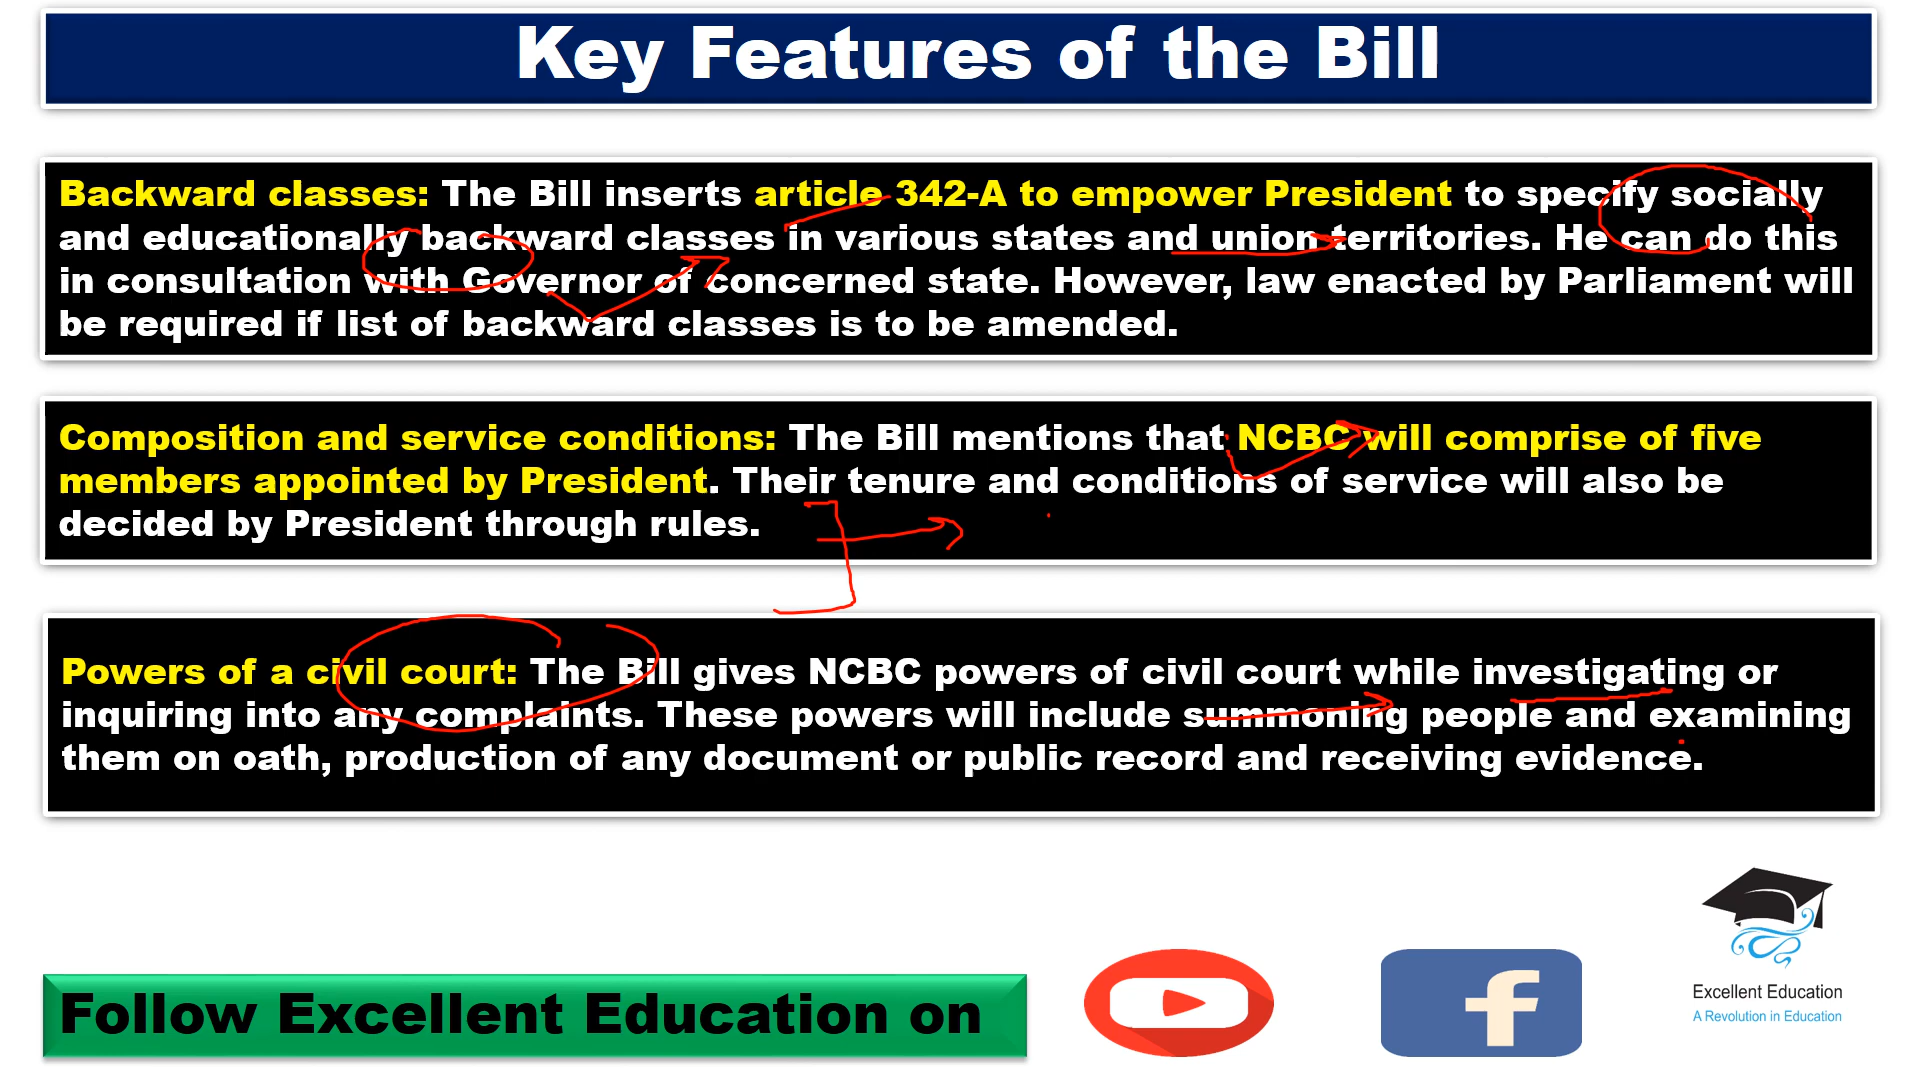 Key Features of the Bill
Backward classes: The Bill inserts article 342-A to empower President to specify socially
and educationally backward classes in various states and union territories. He can do this
in consultation with Governor of concerned state. However, law enacted by Parliament will
be required if list of backward classes is to be amended.
Composition and service conditions: The Bill mentions that NCBC will comprise of five
members appointed by President. Their tenure and conditions of service will also be
decided by President through rules.
Powers of a civil court: The Bill gives NCBC powers of civil court while investigating or
inquiring into any complaints. These powers will include summoning people and examining
them on oath, production of any document or public record and receiving evidence.
Follow Excellent Education on
f
Excellent Education
A Revolution in Education